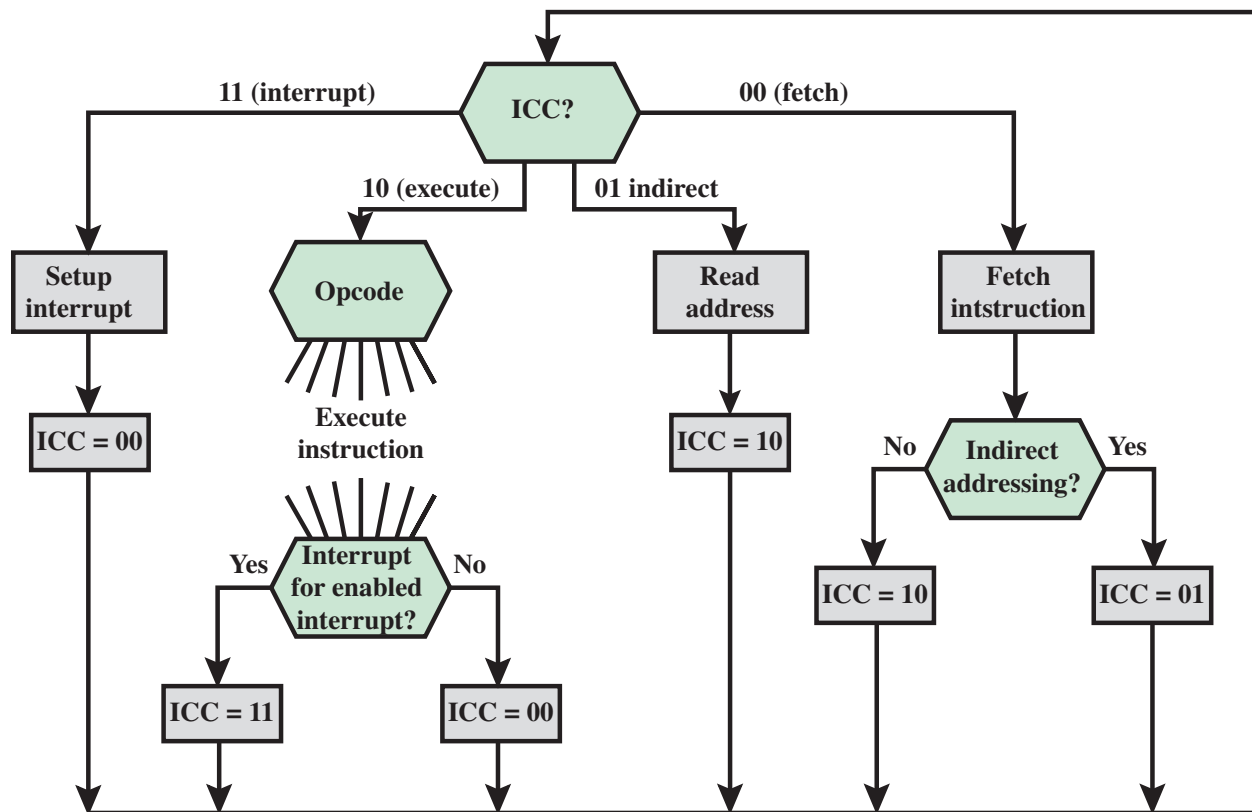 ICC?
11 (interrupt)
00 (fetch)
10 (execute)
01 indirect
Setup
interrupt
Opcode
Read
address
Fetch
intstruction
ICC = 00
Execute
instruction
ICC = 10
No
Indirect
addressing?
Yes
Yes
Interrupt
for enabled
interrupt?
No
ICC = 10
ICC = 01
ICC = 11
ICC = 00